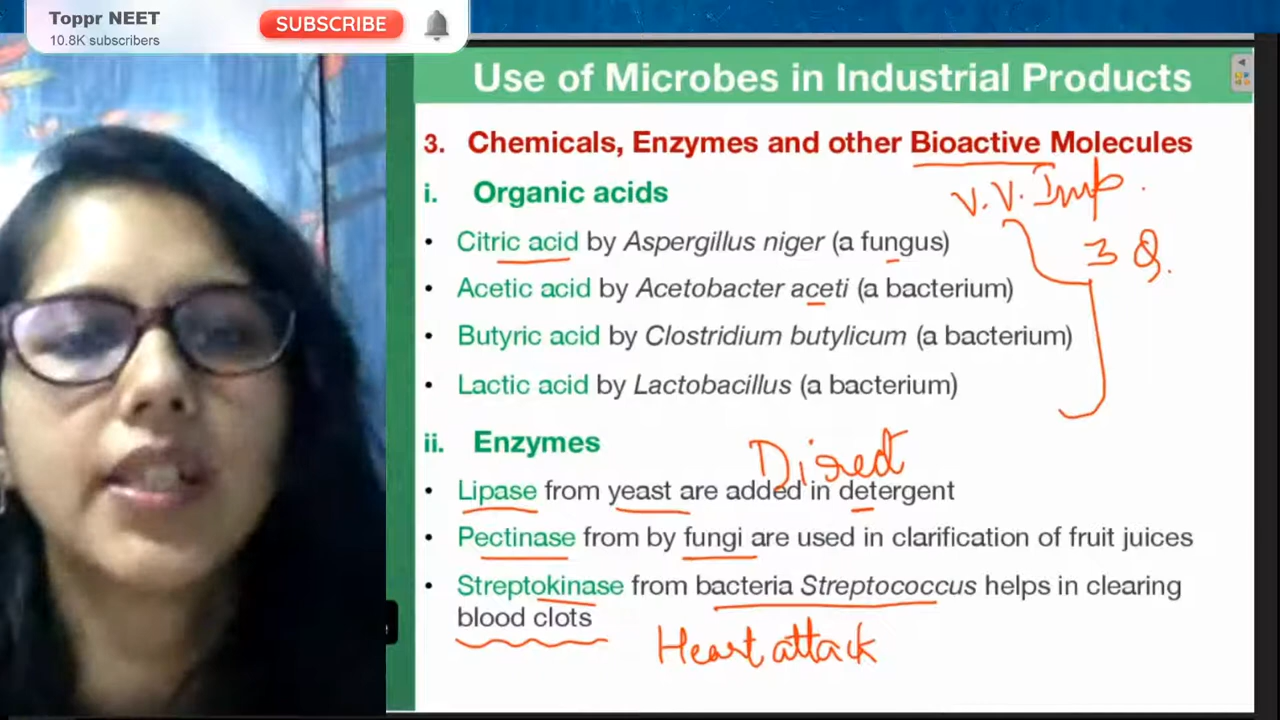 Toppr NEET
10.8K subscribers
SUBSCRIBE
Use of Microbes in Industrial Products
3. Chemicals, Enzymes and other Bioactive Molecules
V.V. Imp.
i. Organic acids
• Citric acid by Aspergillus niger (a fungus)
3 Q.
• Acetic acid by Acetobacter aceti (a bacterium)
• Butyric acid by Clostridium butylicum (a bacterium)
• Lactic acid by Lactobacillus (a bacterium)
ii. Enzymes
Direct
• Lipase from yeast are added in detergent
• Pectinase from by fungi are used in clarification of fruit juices
• Streptokinase from bacteria Streptococcus helps in clearing
blood clots
Heart attack